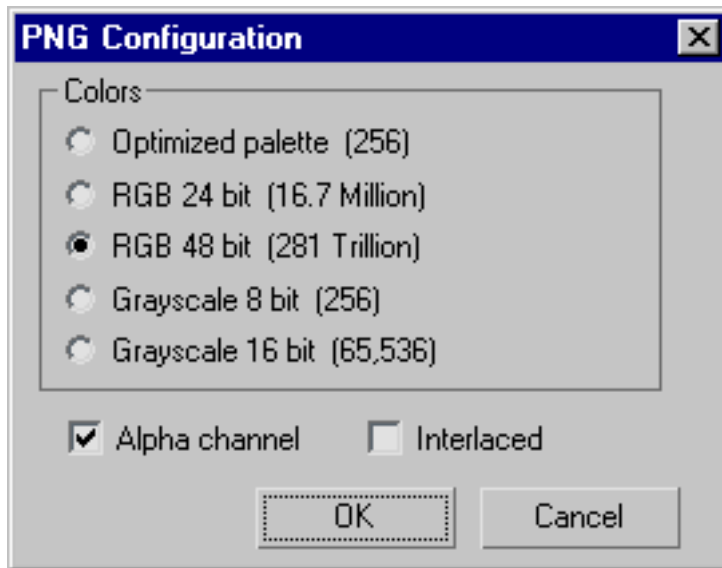 PNG Configuration
Colors
Optimized palette (256)
RGB 24 bit (16.7 Million)
RGB 48 bit (281 Trillion)
Grayscale 8 bit (256)
Grayscale 16 bit (65,536)
Alpha channel Interlaced
OK Cancel